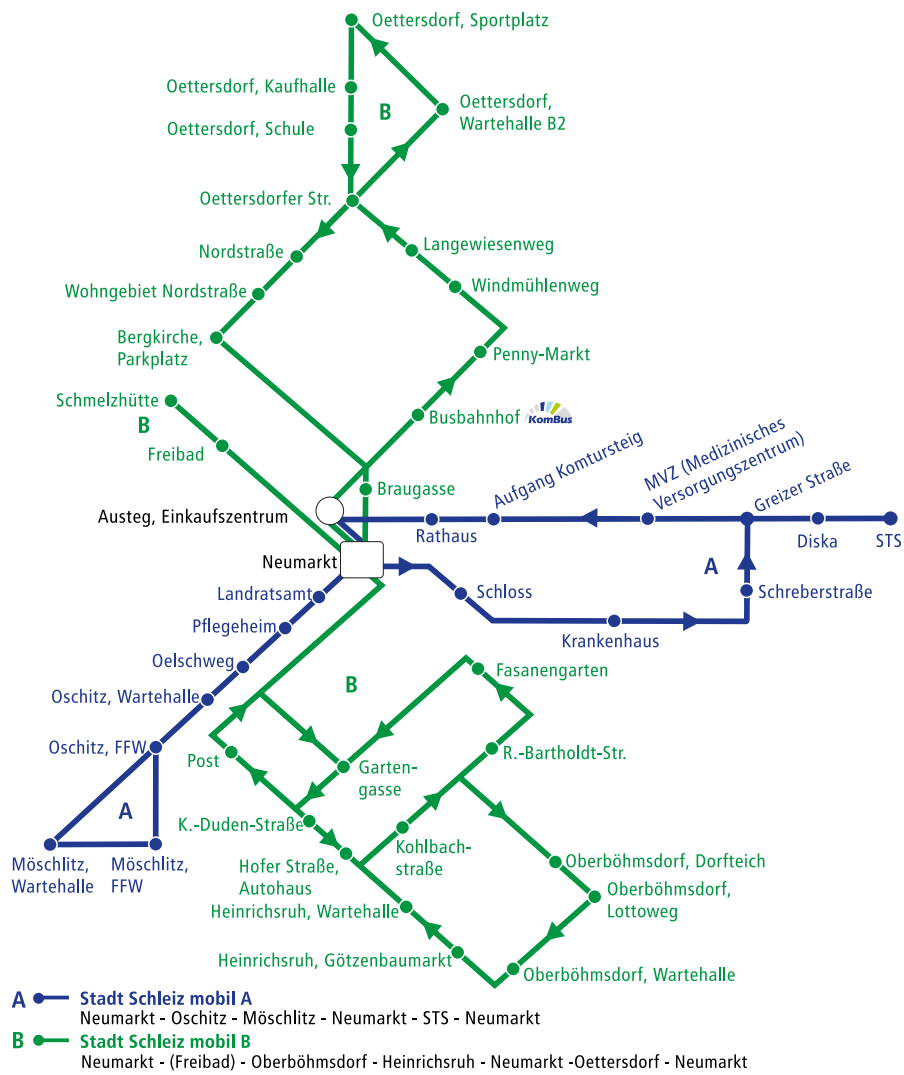 Oettersdorf, Sportplatz
Oettersdorf, Kaufhalle
B
Oettersdorf,
Wartehalle B2
Oettersdorf, Schule
Oettersdorfer Str.
Nordstraße
Langewiesenweg
Wohngebiet Nordstraße
Windmühlenweg
Bergkirche,
Parkplatz
Penny-Markt
Schmelzhütte
B
Busbahnhof
KomBus
Freibad
Aufgang Komtursteig
MVZ (Medizinisches
Versorgungszentrum)
Greizer Straße
Braugasse
Austeg, Einkaufszentrum
Rathaus
Diska
STS
Neumarkt
A
Landratsamt
Schloss
Schreberstraße
Pflegeheim
Krankenhaus
Oelschweg
Fasanengarten
B
Oschitz, Wartehalle
Oschitz, FFW
Post
R.-Bartholdt-Str.
Garten-
gasse
A
K.-Duden-Straße
Kohlbach-
straße
Möschlitz,
Wartehalle
Möschlitz,
FFW
Hofer Straße,
Autohaus
Oberböhmsdorf, Dorfteich
Oberböhmsdorf,
Lottoweg
Heinrichsruh, Wartehalle
Heinrichsruh, Götzenbaumarkt
Oberböhmsdorf, Wartehalle
A Stadt Schleiz mobil A
Neumarkt - Oschitz - Möschlitz - Neumarkt - STS - Neumarkt
B Stadt Schleiz mobil B
Neumarkt - (Freibad) - Oberböhmsdorf - Heinrichsruh - Neumarkt -Oettersdorf - Neumarkt